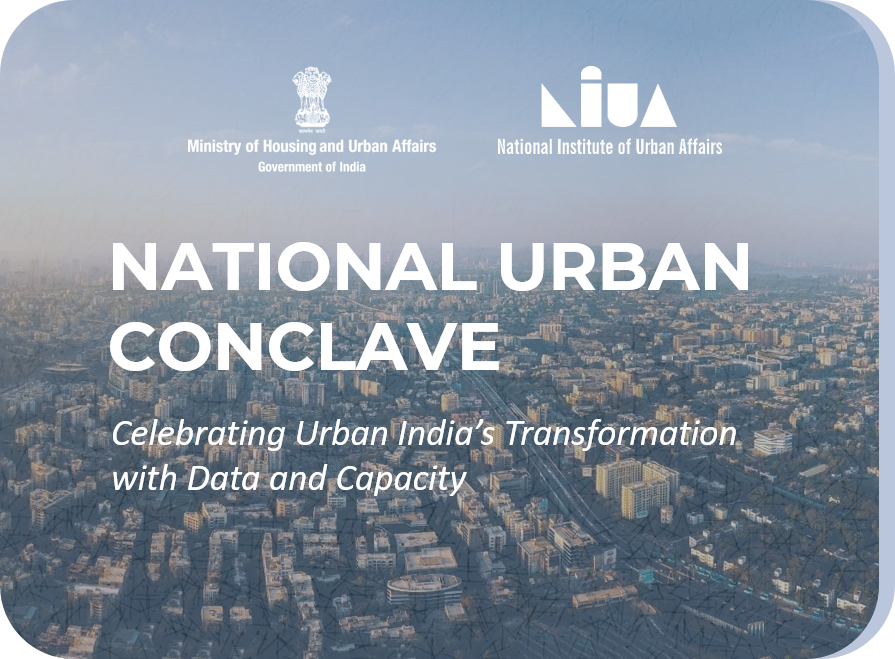 NIUA
Ministry of Housing and Urban Affairs
Government of India
National Institute of Urban Affairs
NATIONAL URBAN
CONCLAVE
Celebrating Urban India's Transformation
with Data and Capacity